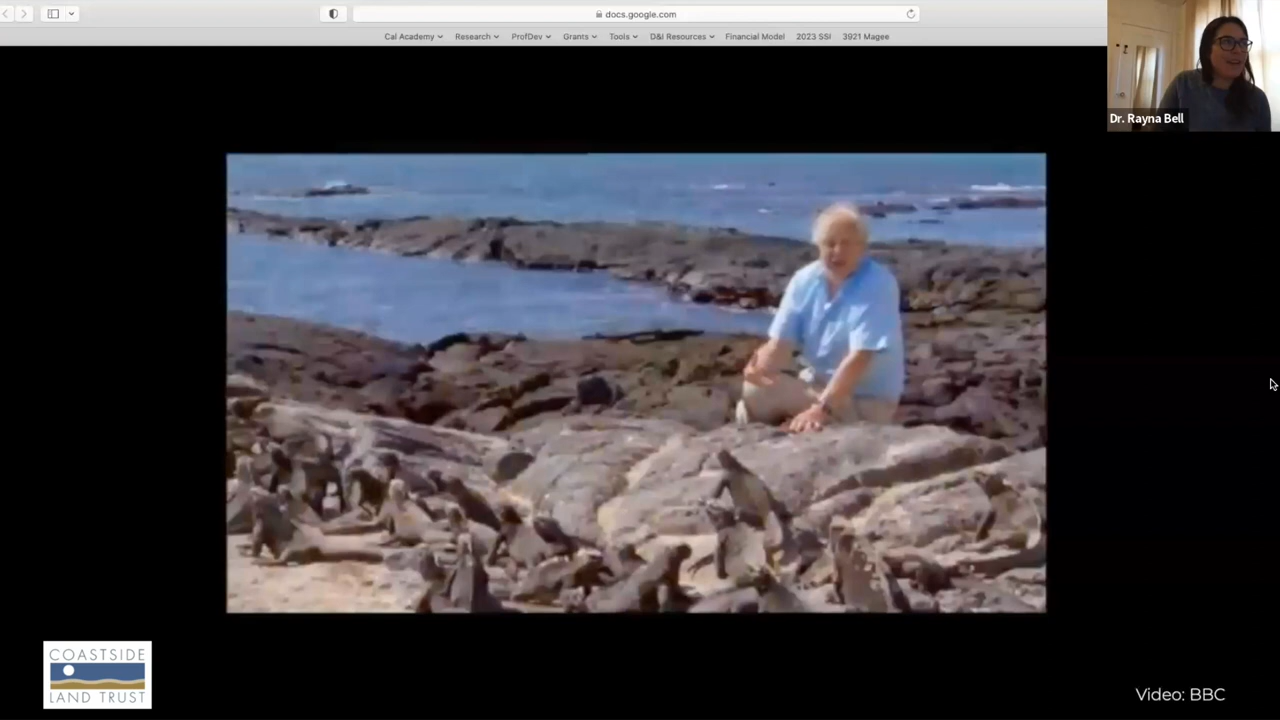 docs.google.com
Cal Academy Research ProfDev Grants Tools D&I Resources Financial Model 2023 SSI 3921 Magee
Dr. Rayna Bell
COASTSIDE
LAND TRUST
Video: BBC